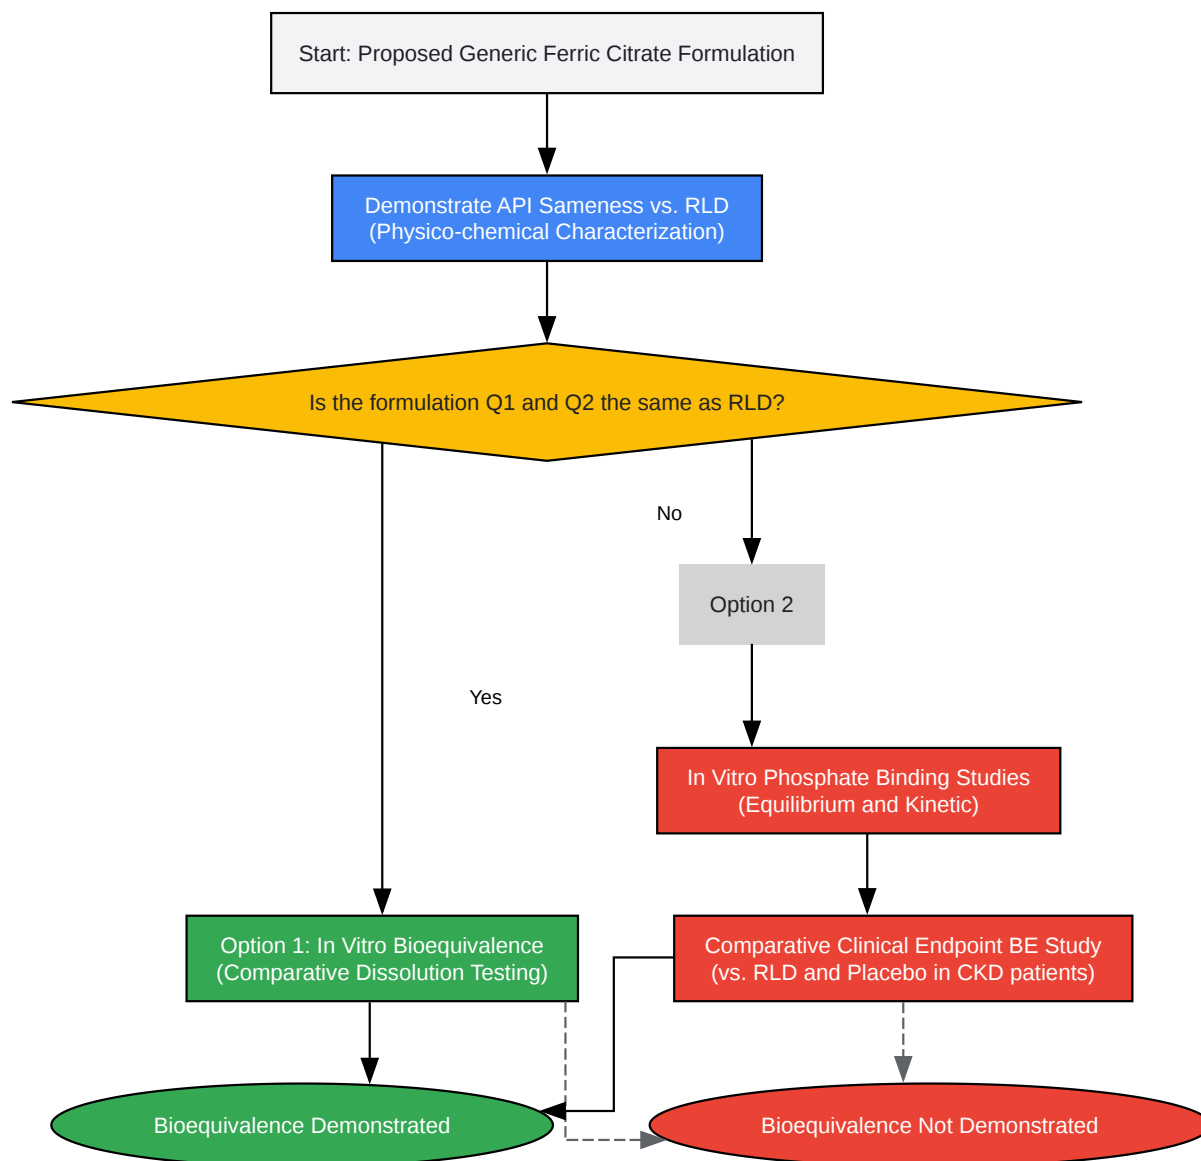 Start: Proposed Generic Ferric Citrate Formulation
Demonstrate API Sameness vs. RLD
(Physico-chemical Characterization)
Is the formulation Q1 and Q2 the same as RLD?
No
Option 2
Yes
In Vitro Phosphate Binding Studies
(Equilibrium and Kinetic)
Option 1: In Vitro Bioequivalence
(Comparative Dissolution Testing)
Comparative Clinical Endpoint BE Study
(vs. RLD and Placebo in CKD patients)
Bioequivalence Demonstrated
Bioequivalence Not Demonstrated